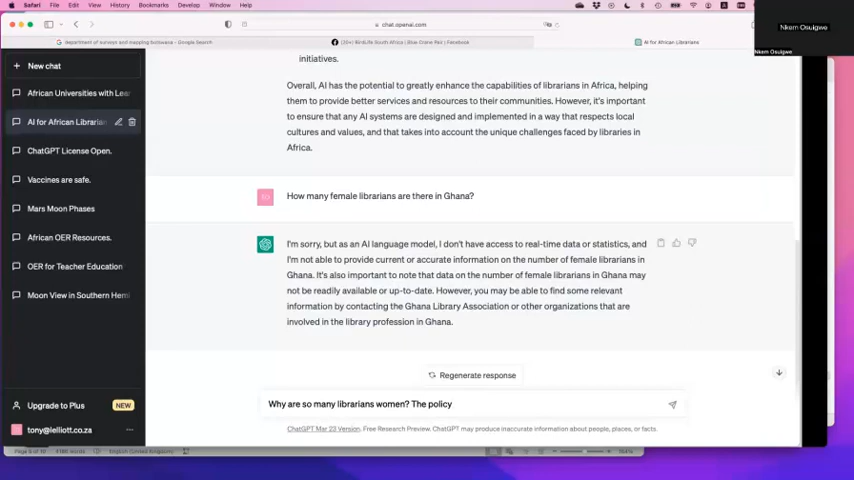 Safari File Edit View History Bookmarks Develop Window Help
chat.openai.com
Nkem Osuigwe
Nkem Osuigwe
department of surveys and mapping botswana - Google Search
(20+) BirdLife South Africa | Blue Crane Pair | Facebook
AI for African Librarians
New chat
African Universities with Lear
AI for African Librarian
ChatGPT License Open.
Vaccines are safe.
Mars Moon Phases
African OER Resources.
OER for Teacher Education
Moon View in Southern Hemi
Upgrade to Plus NEW
tony@ielliott.co.za
initiatives.
Overall, AI has the potential to greatly enhance the capabilities of librarians in Africa, helping
them to provide better services and resources to their communities. However, it's important
to ensure that any AI systems are designed and implemented in a way that respects local
cultures and values, and that takes into account the unique challenges faced by libraries in
Africa.
How many female librarians are there in Ghana?
I'm sorry, but as an AI language model, I don't have access to real-time data or statistics, and
I'm not able to provide current or accurate information on the number of female librarians in
Ghana. It's also important to note that data on the number of female librarians in Ghana may
not be readily available or up-to-date. However, you may be able to find some relevant
information by contacting the Ghana Library Association or other organizations that are
involved in the library profession in Ghana.
Regenerate response
Why are so many librarians women? The policy
ChatGPT Mar 23 Version. Free Research Preview. ChatGPT may produce inaccurate information about people, places, or facts.
English (United Kingdom)